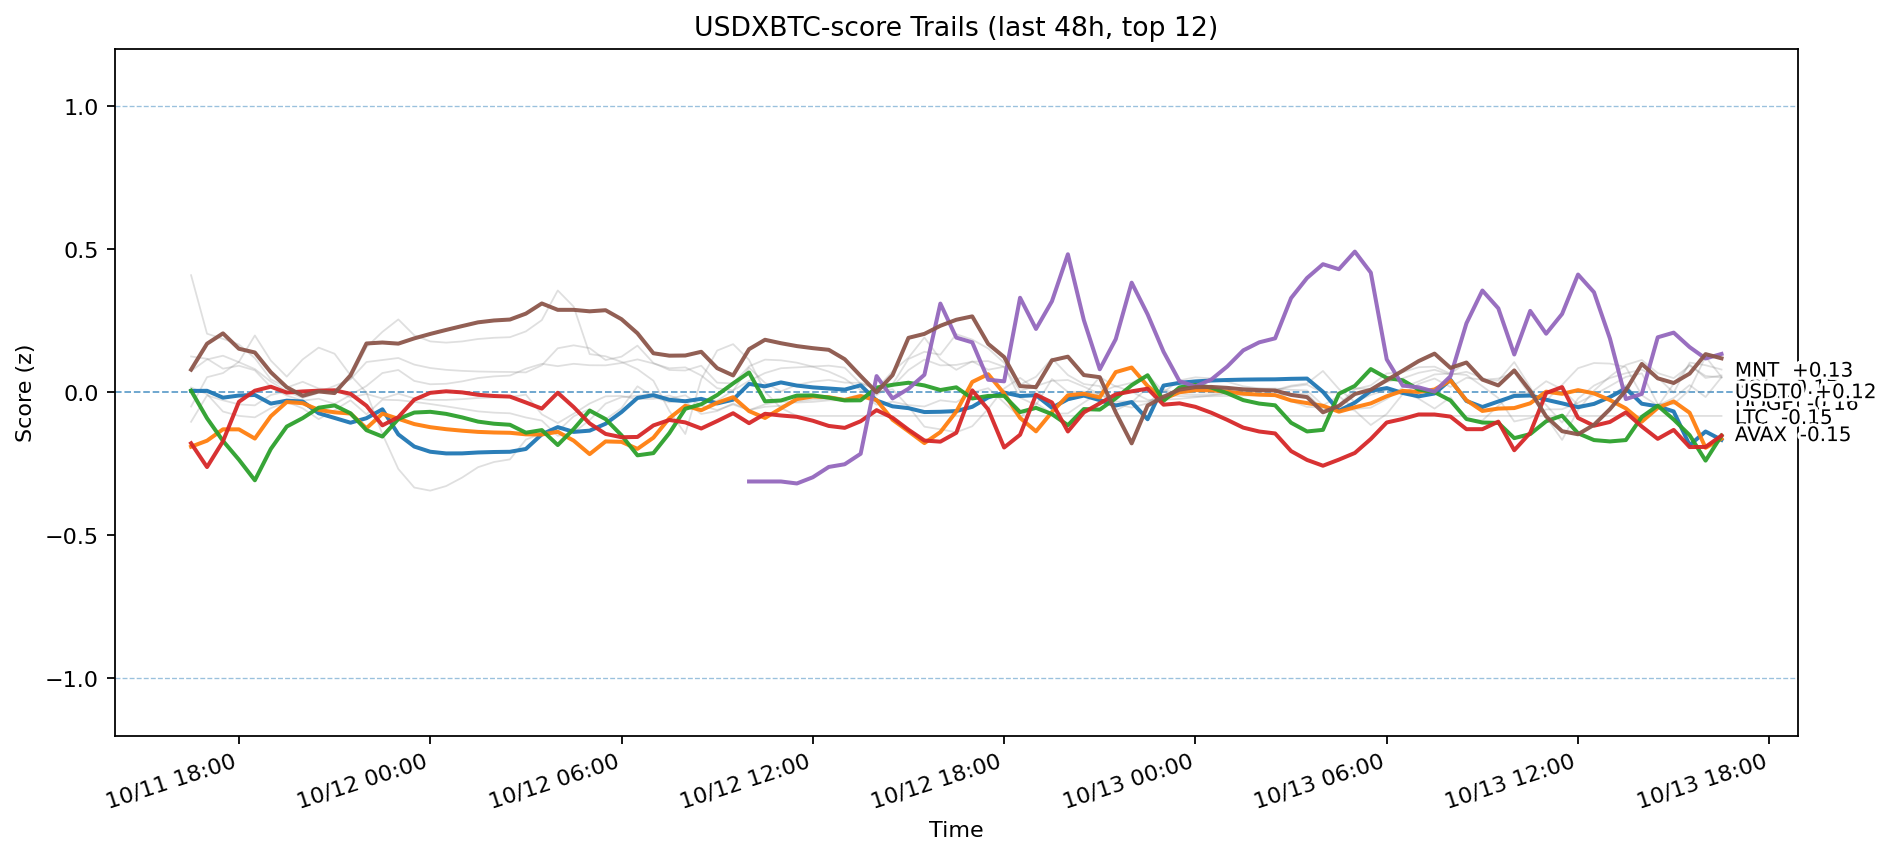 USDXBTC-score Trails (last 48h, top 12)
Score (z)
1.0
0.5
0.0
−0.5
−1.0
MNT +0.13
USDT0 +0.12
LTC -0.15
AVAX -0.15
10/11 18:00
10/12 00:00
10/12 06:00
10/12 12:00
10/12 18:00
10/13 00:00
10/13 06:00
10/13 12:00
10/13 18:00
Time